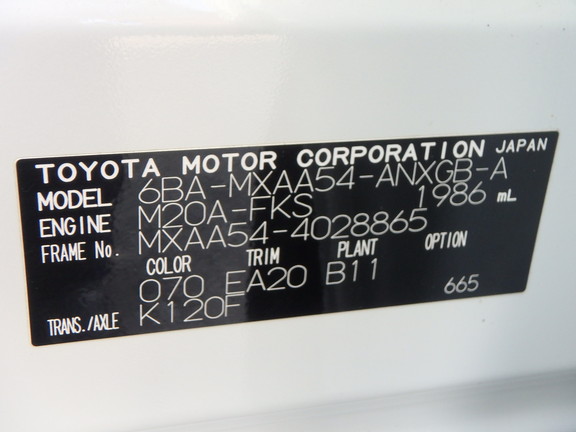 TOYOTA MOTOR CORPORATION JAPAN
MODEL 6BA-MXAA54-ANXGB-A
ENGINE M20A-FKS 1986 mL
FRAME No. MXAA54-4028865
COLOR TRIM PLANT OPTION
070 EA20 B11 665
TRANS./AXLE K120F